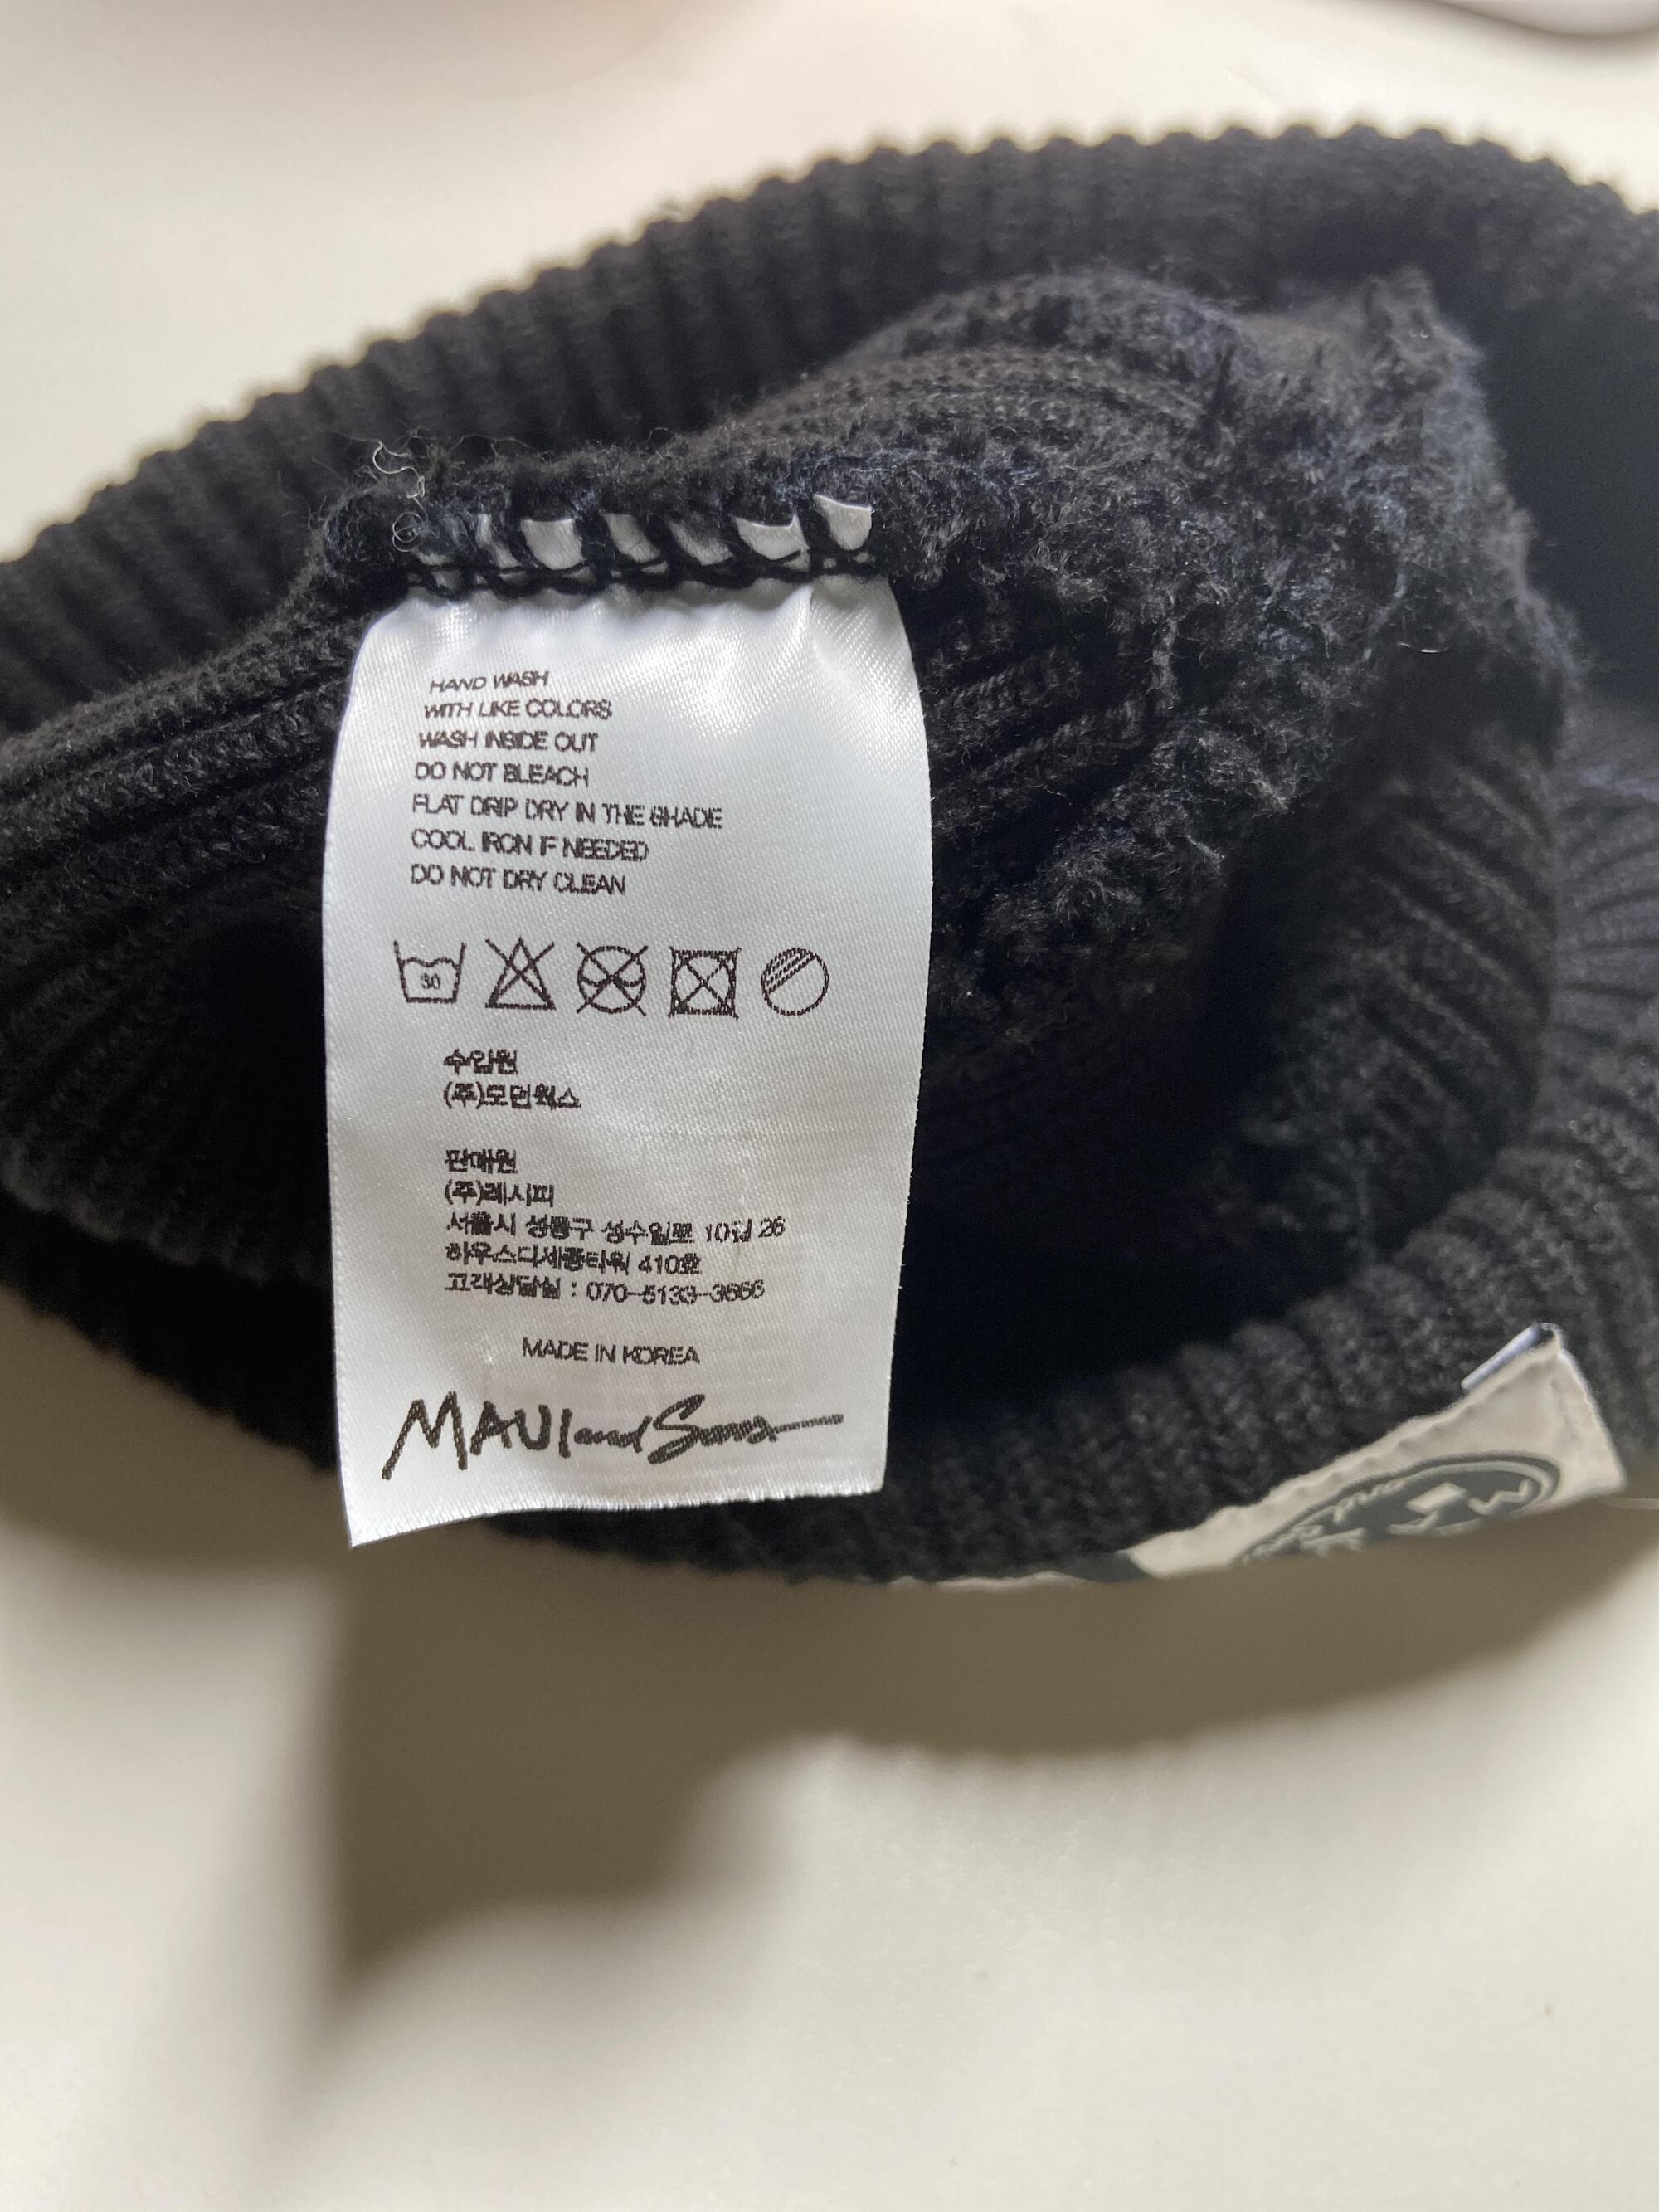 HAND WASH
WITH LIKE COLORS
WASH INSIDE OUT
DO NOT BLEACH
FLAT DRIP DRY IN THE SHADE
COOL IRON IF NEEDED
DO NOT DRY CLEAN
30
수입원
(주)모던웍스
판매원
(주)레시피
서울시 성동구 성수일로 10길 26
하우스디세종타워 410호
고객상담실 : 070-5133-3666
MADE IN KOREA
MAUI and Sons